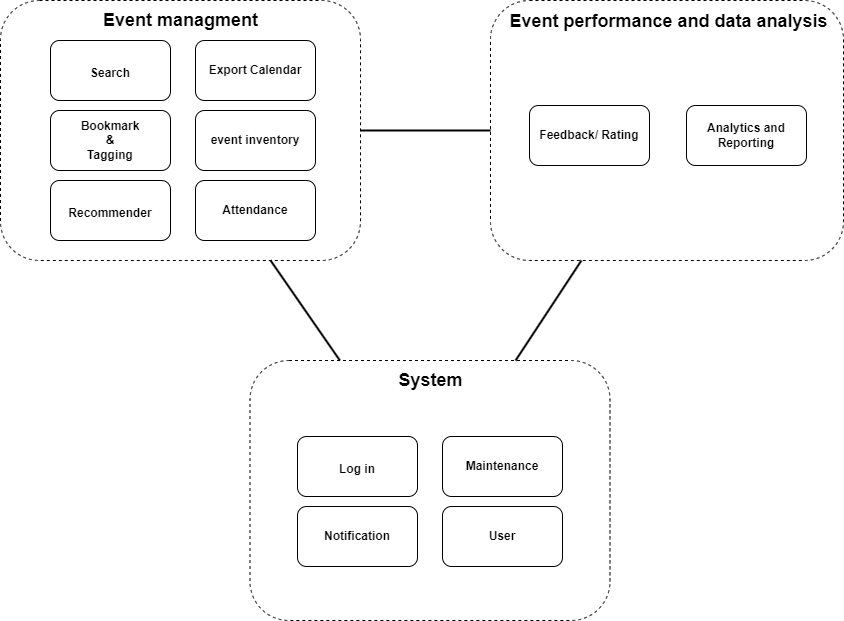 Event managment
Search
Export Calendar
Bookmark
&
Tagging
event inventory
Recommender
Attendance
Event performance and data analysis
Feedback/ Rating
Analytics and
Reporting
System
Log in
Maintenance
Notification
User